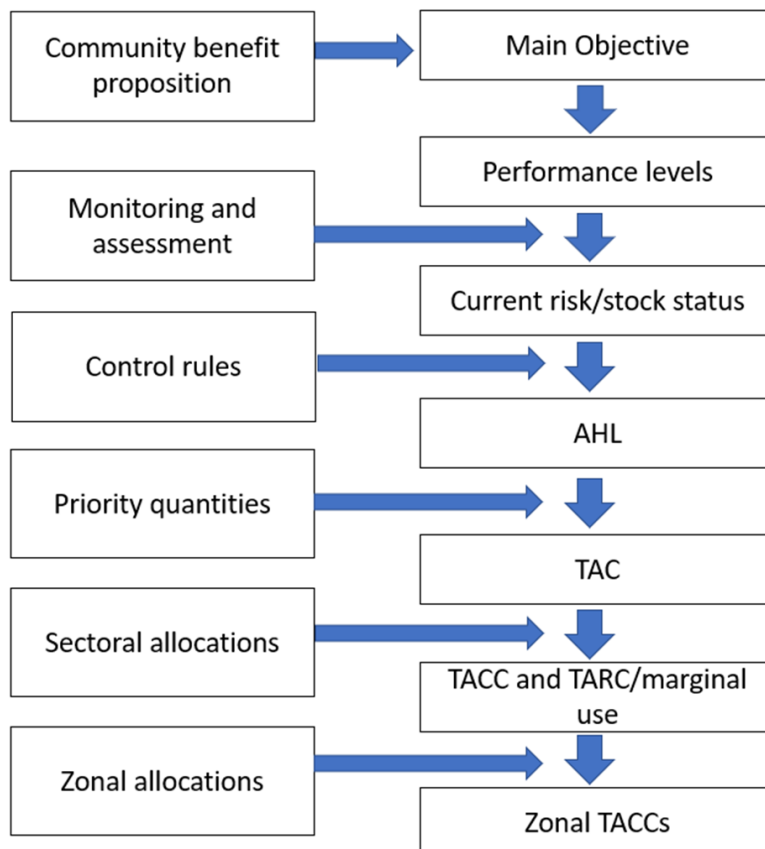 Community benefit
proposition
Main Objective
Performance levels
Monitoring and
assessment
Current risk/stock status
Control rules
AHL
Priority quantities
TAC
Sectoral allocations
TACC and TARC/marginal
use
Zonal allocations
Zonal TACCs